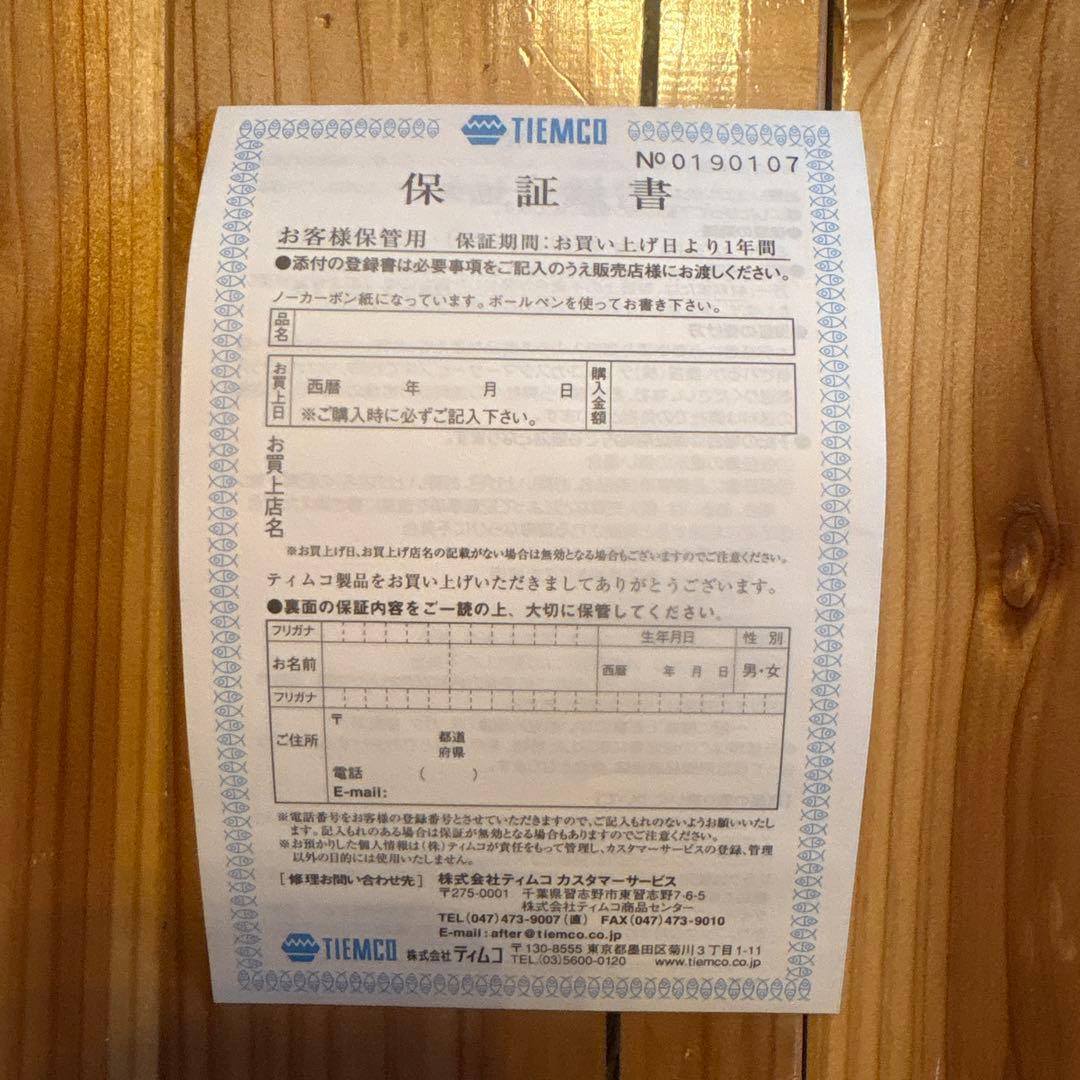 TIEMCO
№0190107
保証書
お客様保管用 保証期間：お買い上げ日より1年間
●添付の登録書は必要事項をご記入のうえ販売店様にお渡しください。
ノーカーボン紙になっています。ボールペンを使ってお書き下さい。
品名
お買上日 西暦 年 月 日 購入金額
※ご購入時に必ずご記入下さい。
お買上店名
※お買上げ日、お買上げ店名の記載がない場合は無効となる場合もございますのでご注意ください。
ティムコ製品をお買い上げいただきましてありがとうございます。
●裏面の保証内容をご一読の上、大切に保管してください。
フリガナ 生年月日 性別
お名前 西暦 年 月 日 男・女
フリガナ
ご住所 〒
都道
府県
電話 ( )
E-mail:
※電話番号をお客様の登録番号とさせていただきますので、ご記入もれのないようお願いいたし
ます。記入もれのある場合は保証が無効となる場合もありますのでご注意ください。
※お預かりした個人情報は(株)ティムコが責任をもって管理し、カスタマーサービスの登録、管理
以外の目的には使用いたしません。
[修理お問い合わせ先] 株式会社ティムコ カスタマーサービス
〒275-0001 千葉県習志野市東習志野7-6-5
株式会社ティムコ商品センター
TEL(047)473-9007(直) FAX(047)473-9010
E-mail:after@tiemco.co.jp
TIEMCO 株式会社ティムコ 〒130-8555 東京都墨田区菊川3丁目1-11
TEL.(03)5600-0120 www.tiemco.co.jp